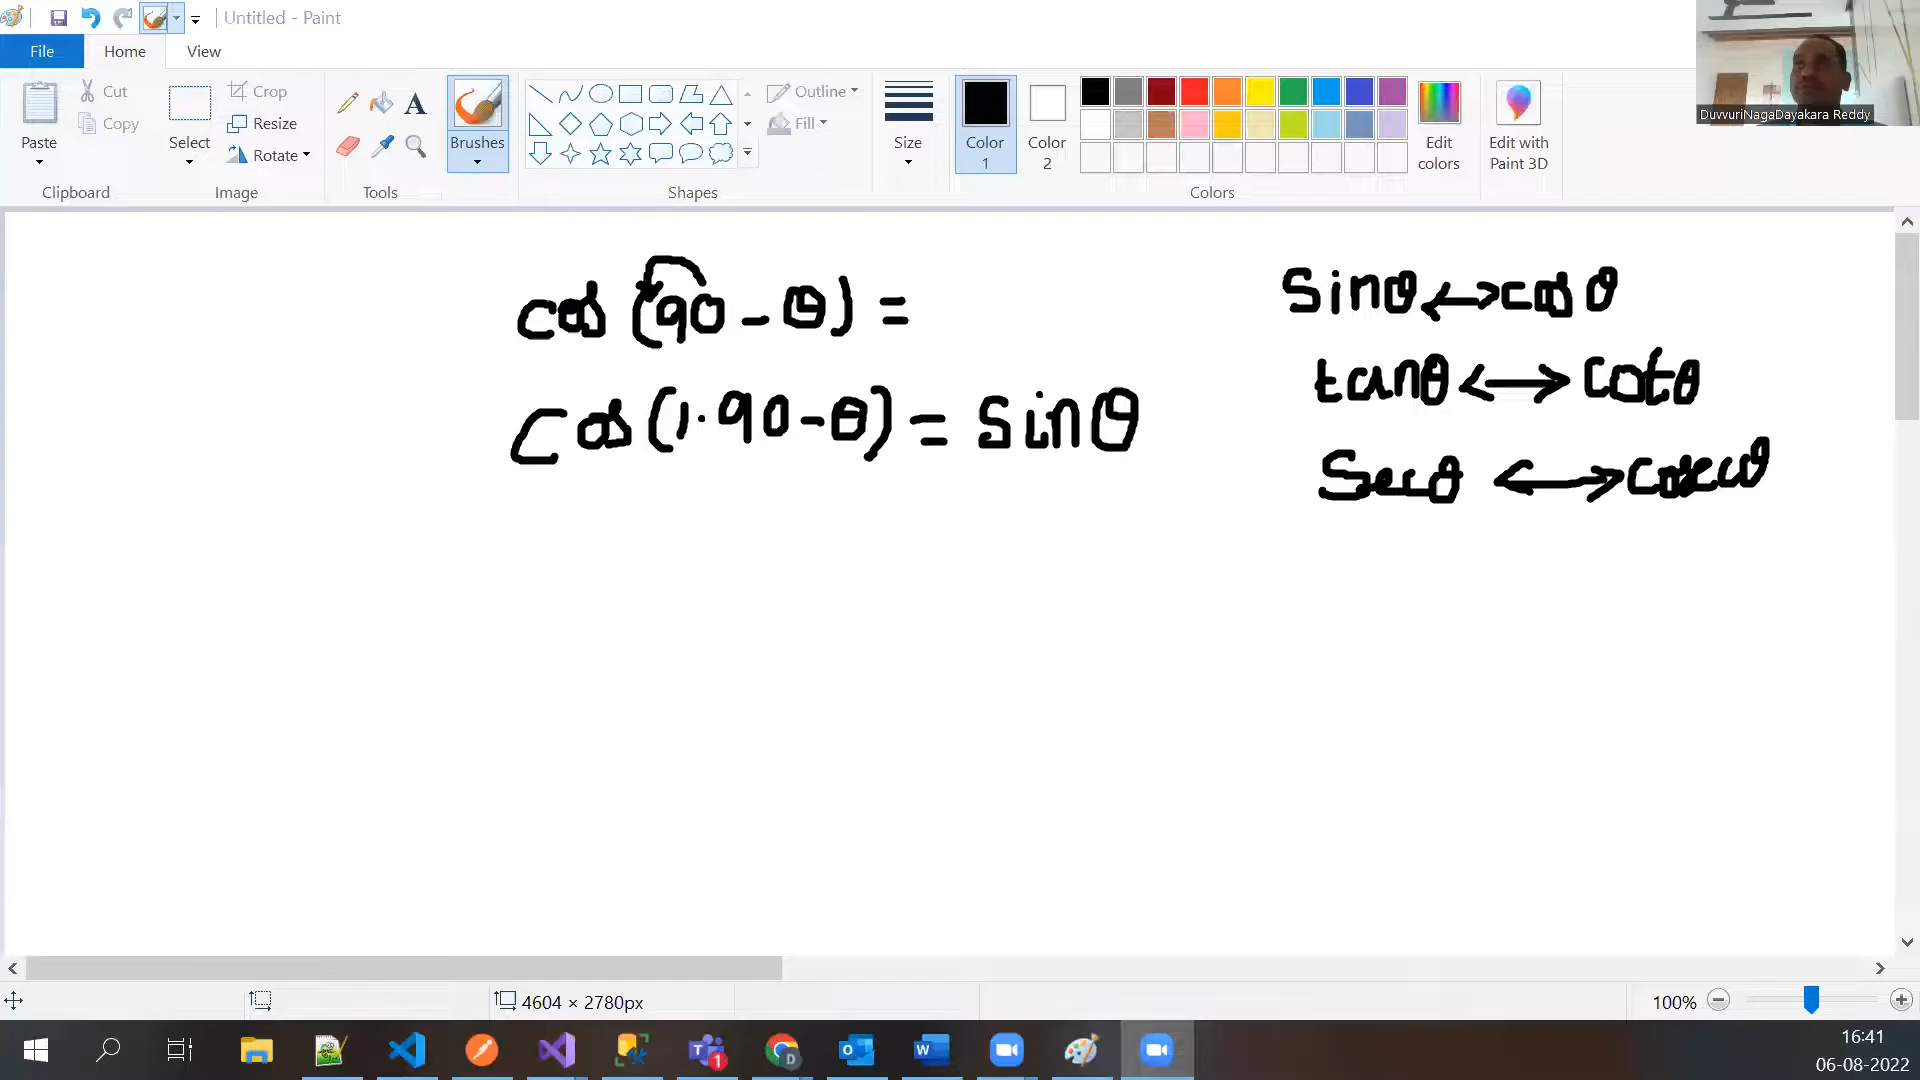 Untitled - Paint
File Home View
Paste
Cut
Copy
Clipboard
Select
Crop
Resize
Rotate
Image
Tools
Brushes
Shapes
Outline
Fill
Size
Color 1
Color 2
Colors
Edit colors
Edit with Paint 3D
DuvvuriNagaDayakara Reddy
cos (90 - θ) =
Cos (1.90 - θ) = Sinθ
Sinθ ↔ cosθ
tanθ ↔ cotθ
Secθ ↔ cosecθ
4604 × 2780px
100%
16:41
06-08-2022